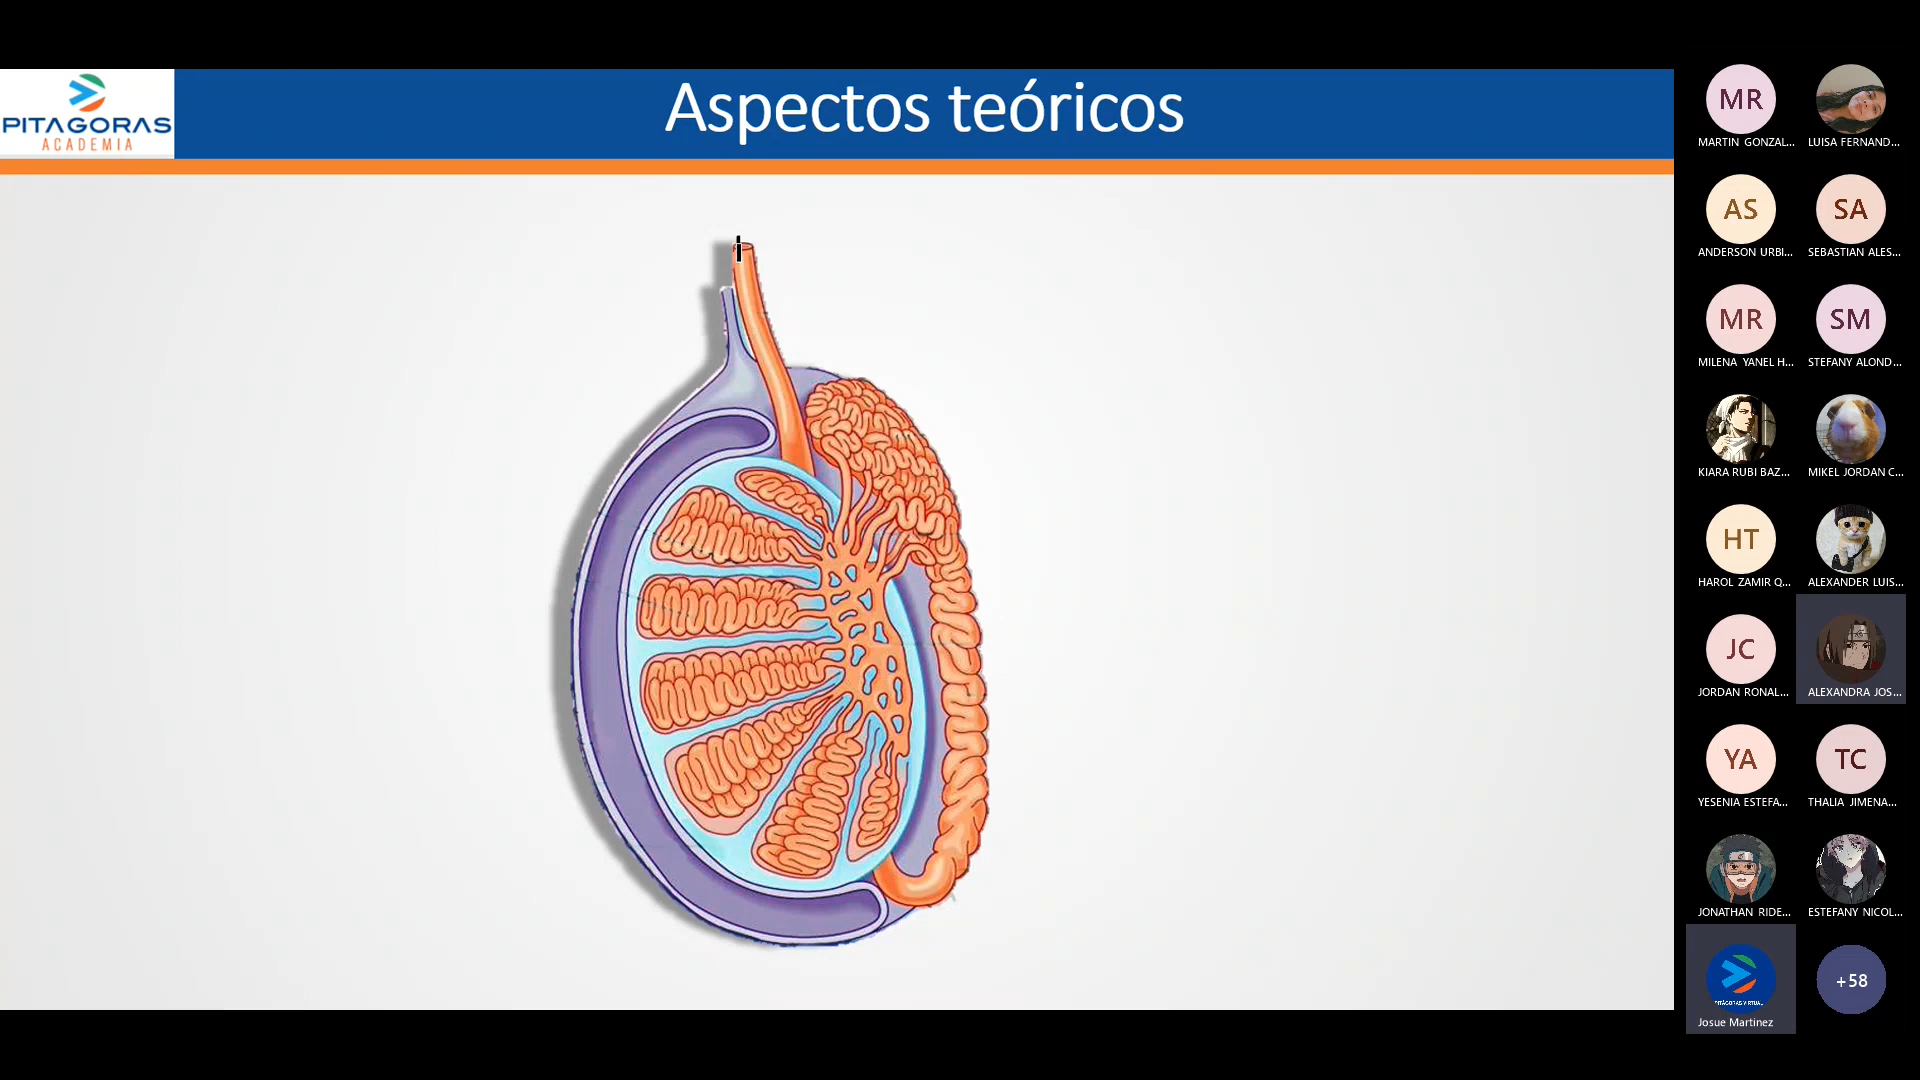 PITAGORAS
ACADEMIA
Aspectos teóricos
MR
MARTIN GONZAL...
LUISA FERNAND...
AS
ANDERSON URBI...
SA
SEBASTIAN ALES...
MR
MILENA YANEL H...
SM
STEFANY ALOND...
KIARA RUBI BAZ...
MIKEL JORDAN C...
HT
HAROL ZAMIR Q...
ALEXANDER LUIS...
JC
JORDAN RONAL...
ALEXANDRA JOS...
YA
YESENIA ESTEFA...
TC
THALIA JIMENA...
JONATHAN RIDE...
ESTEFANY NICOL...
PITÁGORAS VIRTUAL
Josue Martinez
+58